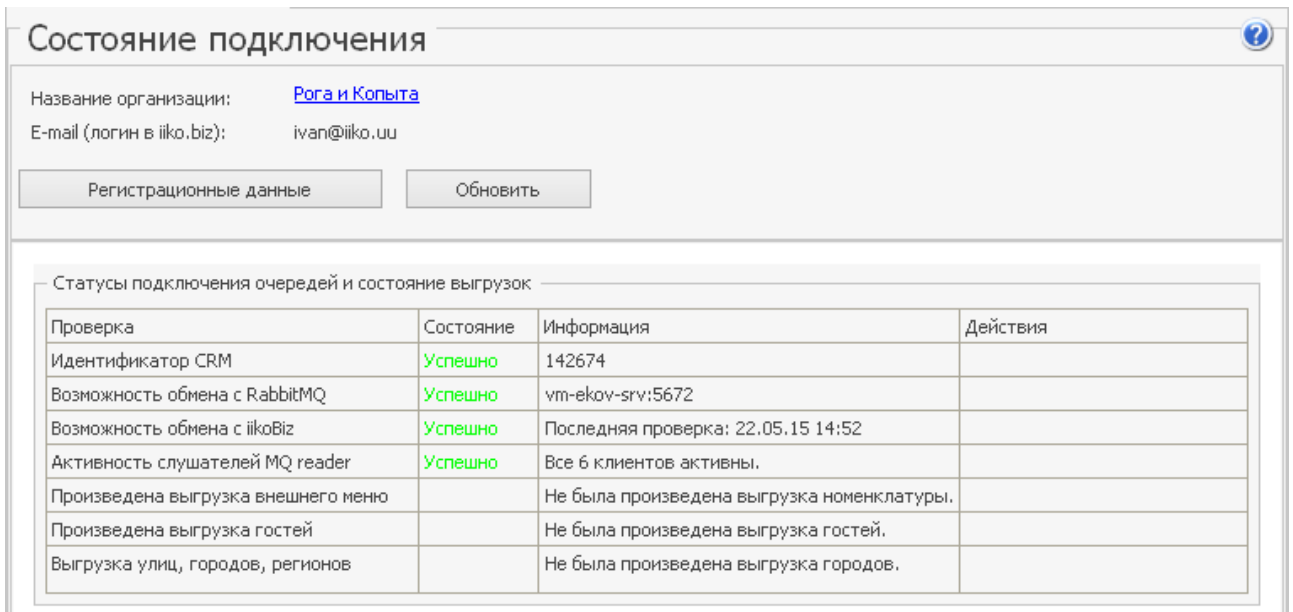 Состояние подключения
?
Название организации: Рога и Копыта
E-mail (логин в iiko.biz): ivan@iiko.uu
Регистрационные данные Обновить
Статусы подключения очередей и состояние выгрузок
Проверка Состояние Информация Действия
Идентификатор CRM Успешно 142674
Возможность обмена с RabbitMQ Успешно vm-ekov-srv:5672
Возможность обмена с iikoBiz Успешно Последняя проверка: 22.05.15 14:52
Активность слушателей MQ reader Успешно Все 6 клиентов активны.
Произведена выгрузка внешнего меню Не была произведена выгрузка номенклатуры.
Произведена выгрузка гостей Не была произведена выгрузка гостей.
Выгрузка улиц, городов, регионов Не была произведена выгрузка городов.